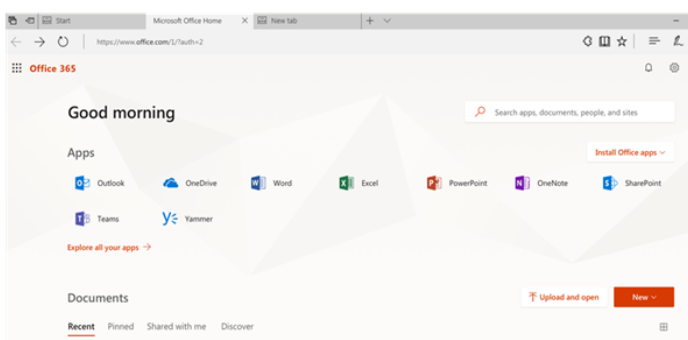 Start Microsoft Office Home New tab
https://www.office.com/1/?auth=2
Office 365
Good morning
Search apps, documents, people, and sites
Apps
Install Office apps
Outlook OneDrive Word Excel PowerPoint OneNote SharePoint
Teams Yammer
Explore all your apps →
Documents
Upload and open New
Recent Pinned Shared with me Discover